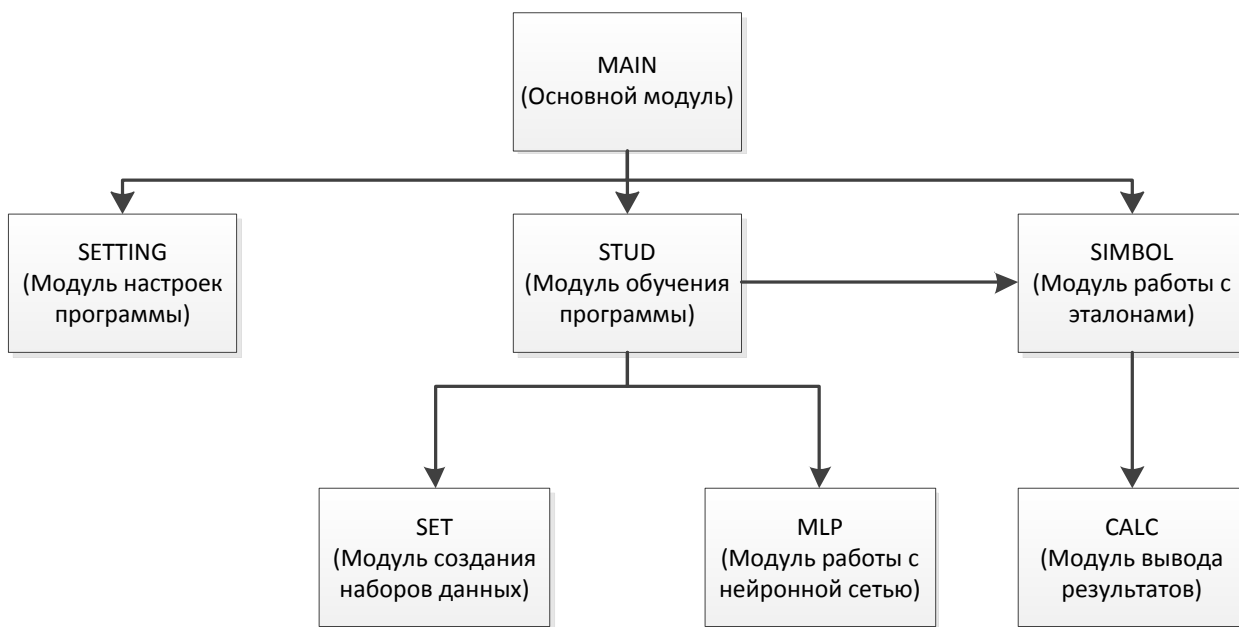 MAIN
(Основной модуль)
SETTING
(Модуль настроек
программы)
STUD
(Модуль обучения
программы)
SIMBOL
(Модуль работы с
эталонами)
SET
(Модуль создания
наборов данных)
MLP
(Модуль работы с
нейронной сетью)
CALC
(Модуль вывода
результатов)